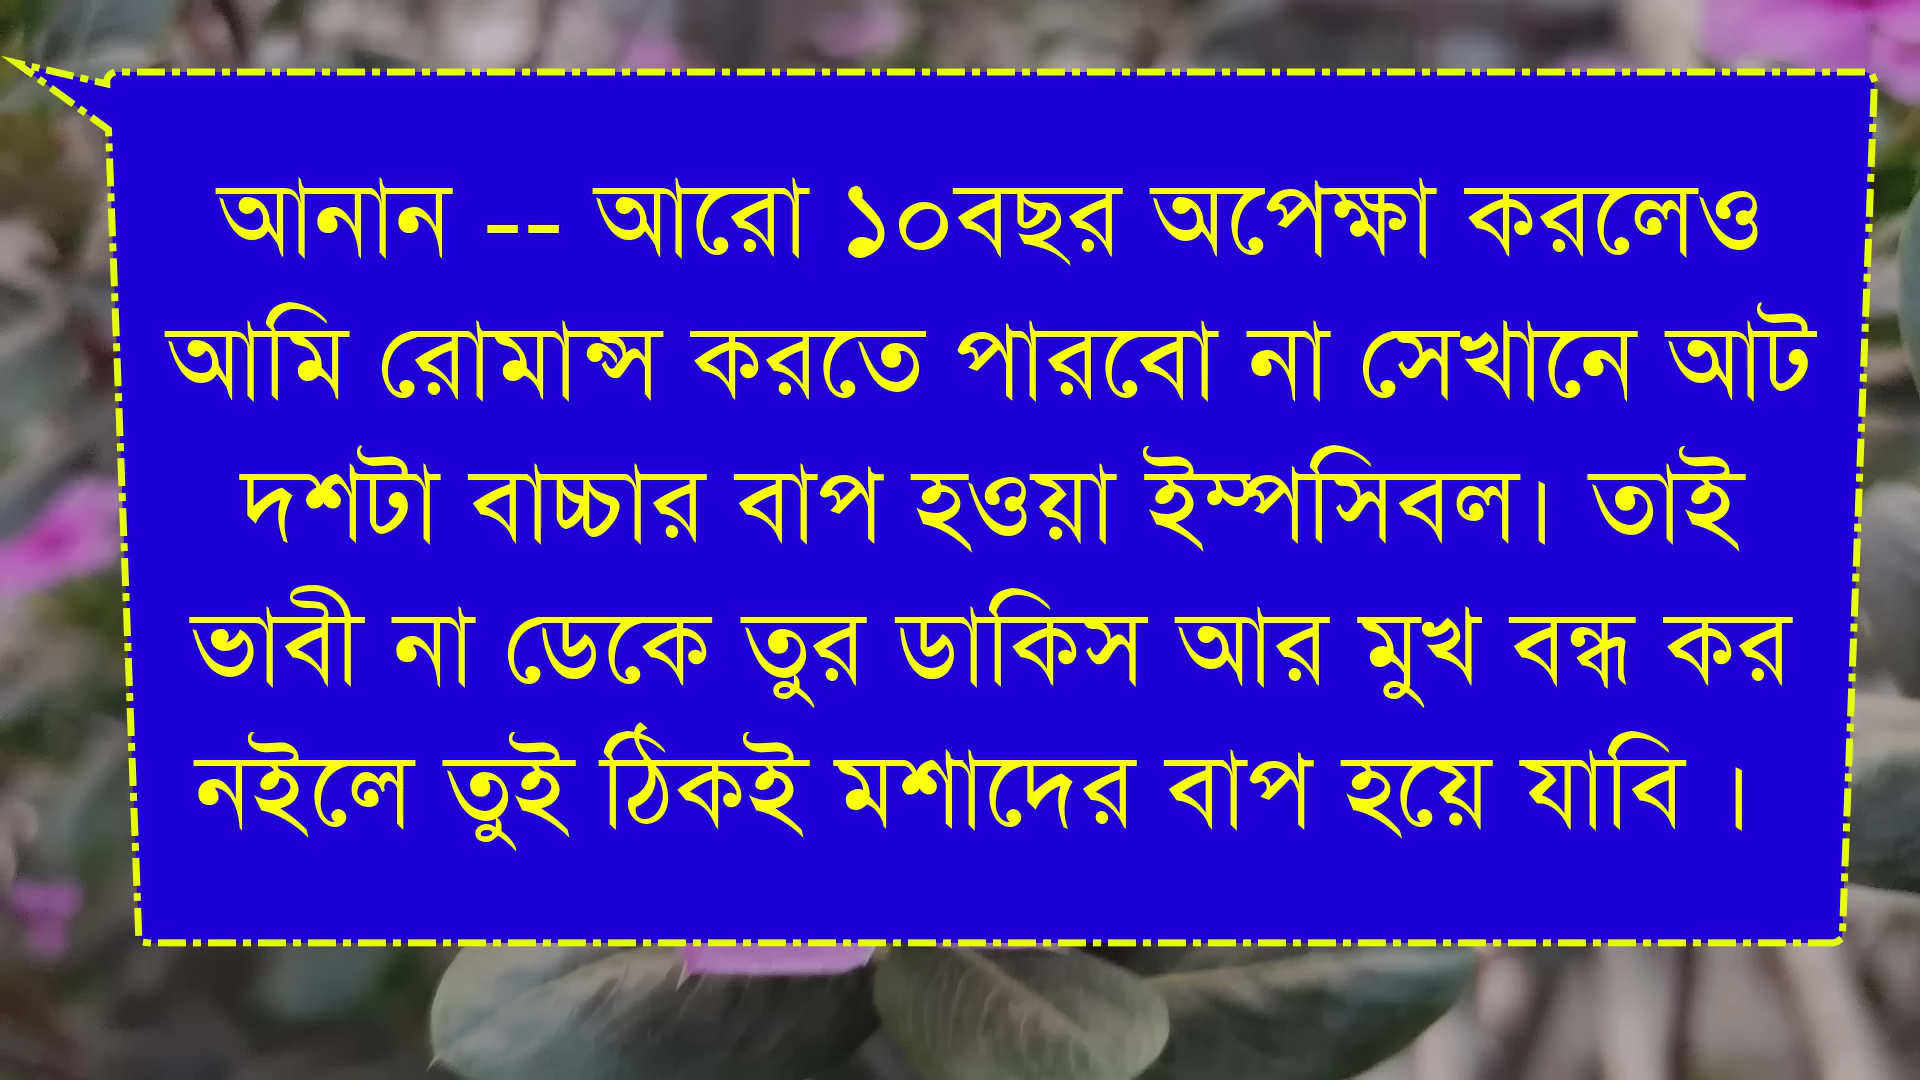 আনান -- আরো ১০বছর অপেক্ষা করলেও
আমি রোমান্স করতে পারবো না সেখানে আট
দশটা বাচ্চার বাপ হওয়া ইম্পসিবল। তাই
ভাবী না ডেকে তুর ডাকিস আর মুখ বন্ধ কর
নইলে তুই ঠিকই মশাদের বাপ হয়ে যাবি ।